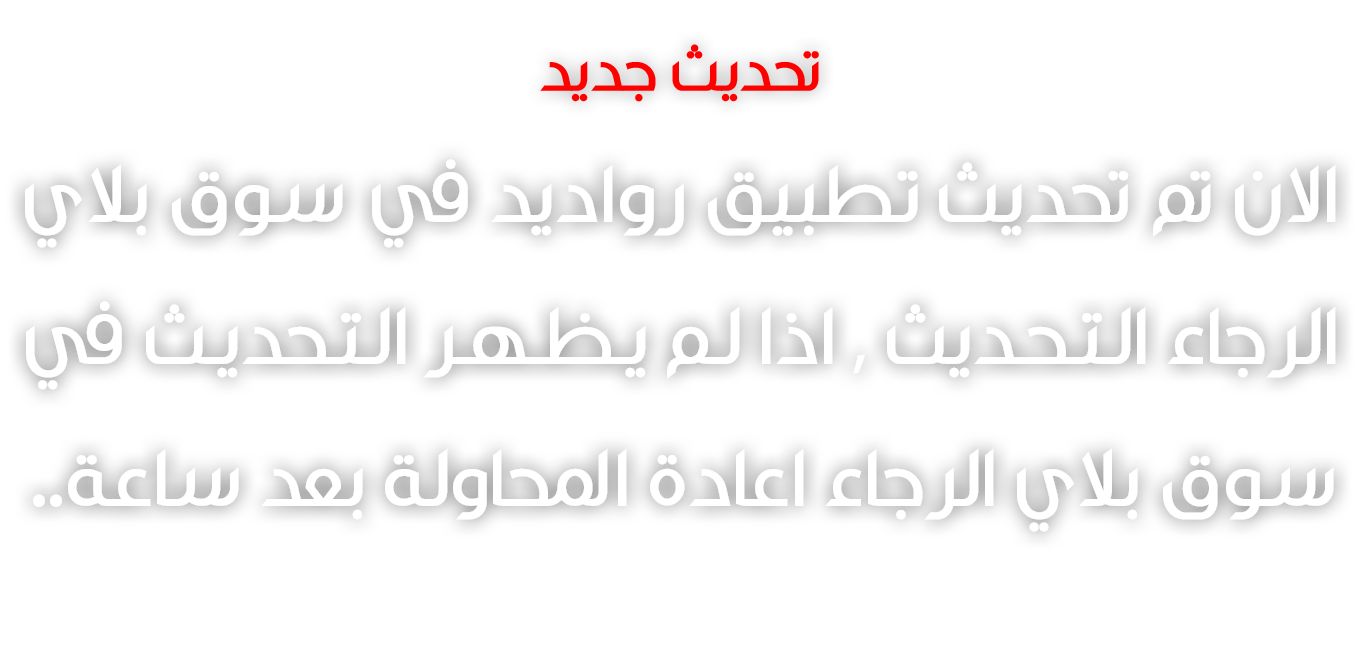 تحديث جديد
الان تم تحديث تطبيق رواديد في سوق بلاي
الرجاء التحديث , اذا لم يظهر التحديث في
سوق بلاي الرجاء اعادة المحاولة بعد ساعة..